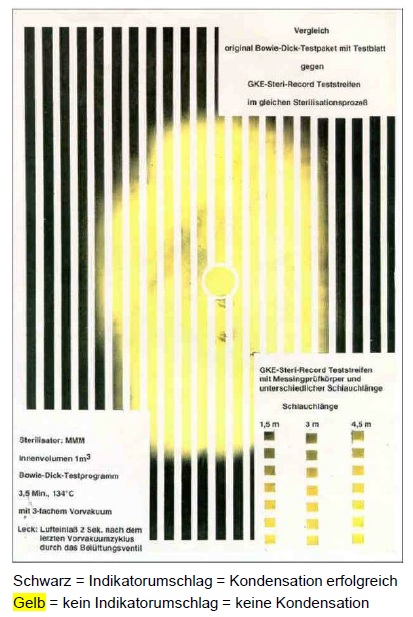 Vergleich
original Bowie-Dick-Testpaket mit Testblatt
gegen
GKE-Steri-Record Teststreifen
im gleichen Sterilisationsprozeß
GKE-Steri-Record Teststreifen
mit Messingprüfkörper und
unterschiedlicher Schlauchlänge
Schlauchlänge
1,5 m 3 m 4,5 m
Sterilisator: MMM
Innenvolumen 1m³
Bowie-Dick-Testprogramm
3,5 Min., 134°C
mit 3-fachem Vorvakuum
Leck: Lufteinlaß 2 Sek. nach dem
letzten Vorvakuumzyklus
durch das Belüftungsventil
Schwarz = Indikatorumschlag = Kondensation erfolgreich
Gelb = kein Indikatorumschlag = keine Kondensation